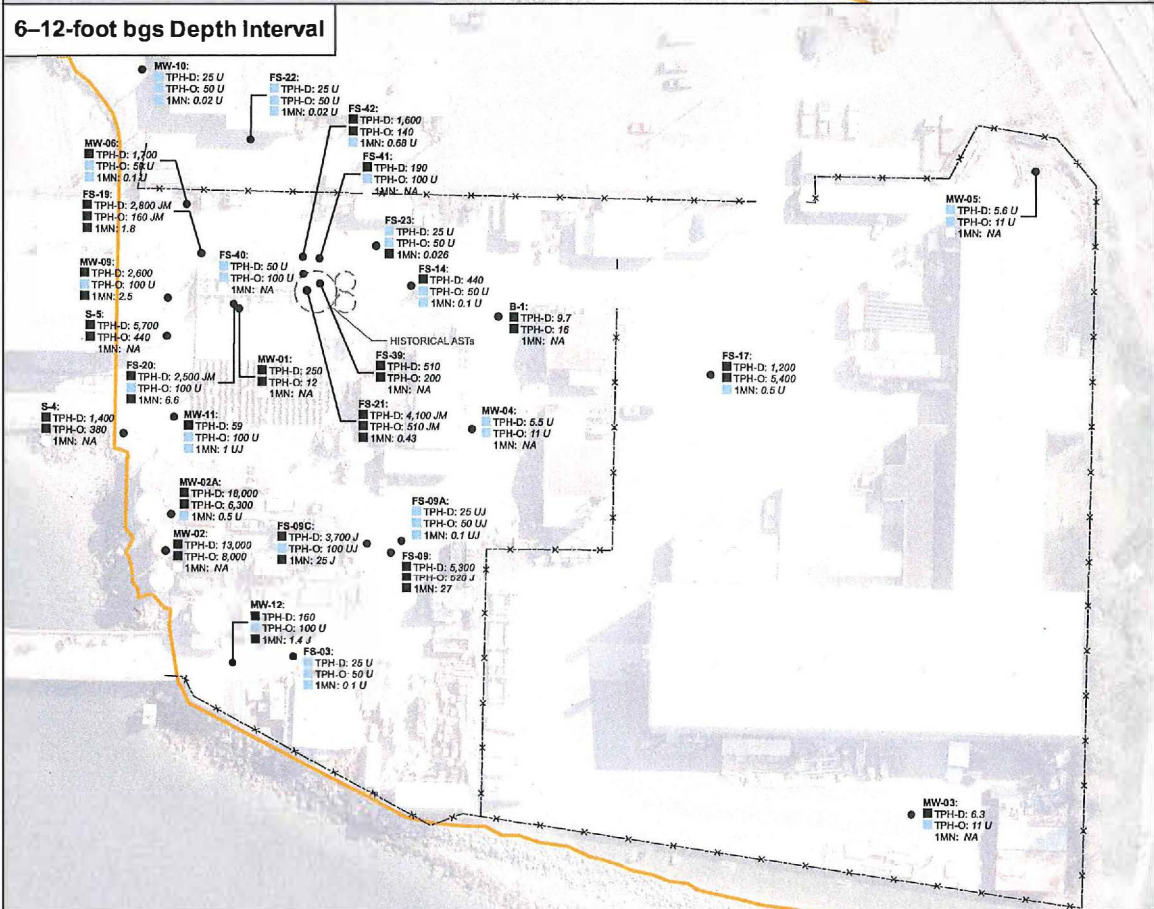 6–12-foot bgs Depth Interval
MW-10:
TPH-D: 25 U
TPH-O: 50 U
1MN: 0.02 U
FS-22:
TPH-D: 25 U
TPH-O: 50 U
1MN: 0.02 U
FS-42:
TPH-D: 1,600
TPH-O: 140
1MN: 0.68 U
FS-41:
TPH-D: 190
TPH-O: 100 U
1MN: NA
MW-06:
TPH-D: 1,700
TPH-O: 50 U
1MN: 0.1 U
FS-19:
TPH-D: 2,800 JM
TPH-O: 160 JM
1MN: 1.8
MW-05:
TPH-D: 5.6 U
TPH-O: 11 U
1MN: NA
FS-23:
TPH-D: 25 U
TPH-O: 50 U
1MN: 0.026
FS-40:
TPH-D: 50 U
TPH-O: 100 U
1MN: NA
MW-09:
TPH-D: 2,600
TPH-O: 100 U
1MN: 2.5
FS-14:
TPH-D: 440
TPH-O: 50 U
1MN: 0.1 U
S-5:
TPH-D: 5,700
TPH-O: 440
1MN: NA
B-1:
TPH-D: 9.7
TPH-O: 16
1MN: NA
HISTORICAL ASTs
FS-20:
TPH-D: 2,500 JM
TPH-O: 100 U
1MN: 6.6
MW-01:
TPH-D: 250
TPH-O: 12
1MN: NA
FS-39:
TPH-D: 510
TPH-O: 200
1MN: NA
FS-17:
TPH-D: 1,200
TPH-O: 5,400
1MN: 0.5 U
S-4:
TPH-D: 1,400
TPH-O: 380
1MN: NA
MW-11:
TPH-D: 59
TPH-O: 100 U
1MN: 1 UJ
FS-21:
TPH-D: 4,100 JM
TPH-O: 510 JM
1MN: 0.43
MW-04:
TPH-D: 5.5 U
TPH-O: 11 U
1MN: NA
MW-02A:
TPH-D: 18,000
TPH-O: 6,300
1MN: 0.5 U
MW-02:
TPH-D: 13,000
TPH-O: 8,000
1MN: NA
FS-09C:
TPH-D: 3,700 J
TPH-O: 100 UJ
1MN: 25 J
FS-09A:
TPH-D: 25 UJ
TPH-O: 50 UJ
1MN: 0.1 UJ
FS-09:
TPH-D: 5,300
TPH-O: 520 J
1MN: 27
MW-12:
TPH-D: 160
TPH-O: 100 U
1MN: 1.4 J
FS-03:
TPH-D: 25 U
TPH-O: 50 U
1MN: 0.1 U
MW-03:
TPH-D: 6.3
TPH-O: 11 U
1MN: NA